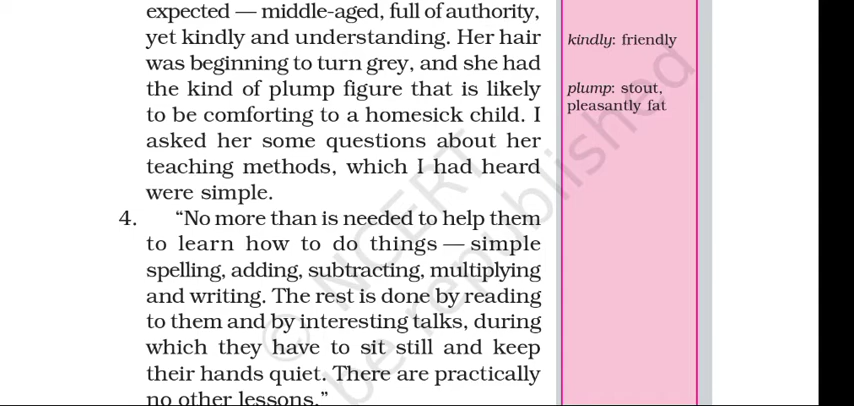 expected — middle-aged, full of authority,
yet kindly and understanding. Her hair
was beginning to turn grey, and she had
the kind of plump figure that is likely
to be comforting to a homesick child. I
asked her some questions about her
teaching methods, which I had heard
were simple.
4. “No more than is needed to help them
to learn how to do things — simple
spelling, adding, subtracting, multiplying
and writing. The rest is done by reading
to them and by interesting talks, during
which they have to sit still and keep
their hands quiet. There are practically
no other lessons.”
kindly: friendly
plump: stout,
pleasantly fat
© NCERT
be republished